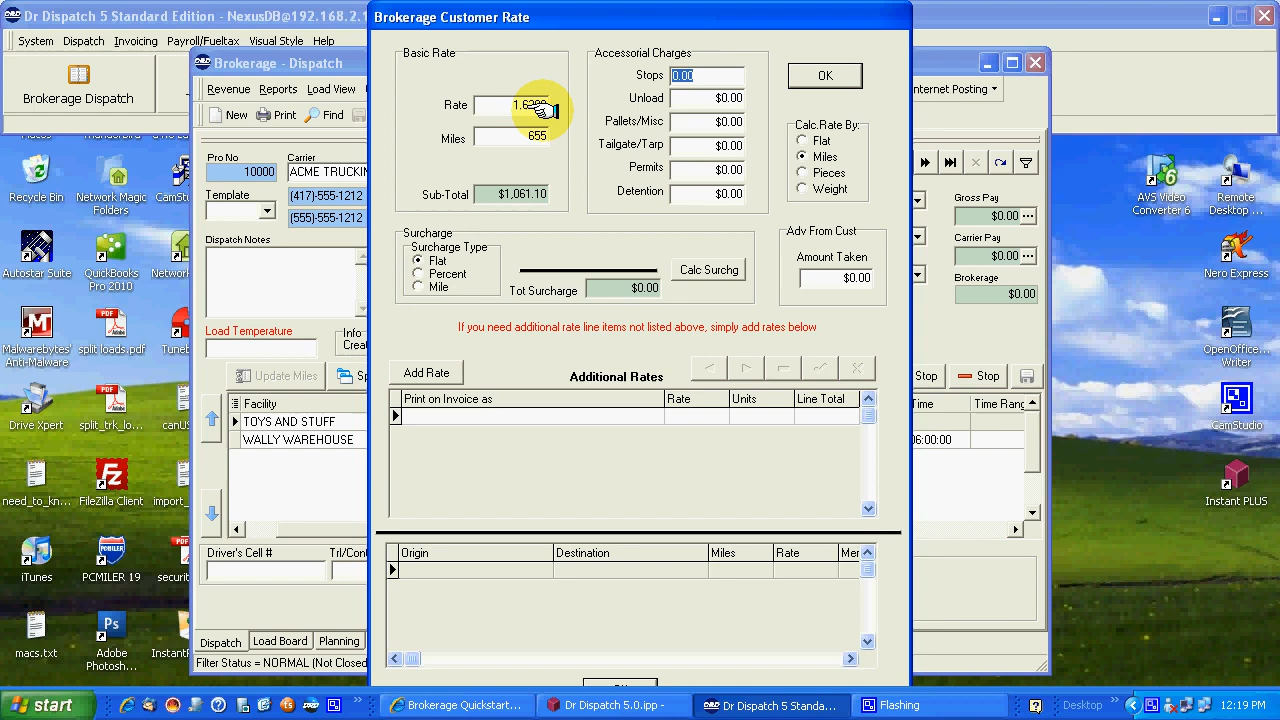 Dr Dispatch 5 Standard Edition - NexusDB@192.168.2.1
System Dispatch Invoicing Payroll/Fueltax Visual Style Help
Brokerage Dispatch
Brokerage - Dispatch
Revenue Reports Load View
Internet Posting
New Print Find
Pro No Carrier
10000 ACME TRUCKIN
Template (417)-555-1212
(555)-555-1212
Dispatch Notes
Load Temperature
Info
Creat
Update Miles
Facility
TOYS AND STUFF
WALLY WAREHOUSE
Driver's Cell #
Trl/Cont
Dispatch Load Board Planning
Filter Status = NORMAL (Not Closed
Brokerage Customer Rate
Basic Rate
Rate
Miles 655
Sub-Total $1,061.10
Accessorial Charges
Stops 0.00
Unload $0.00
Pallets/Misc $0.00
Tailgate/Tarp $0.00
Permits $0.00
Detention $0.00
OK
Calc.Rate By:
Flat
Miles
Pieces
Weight
Surcharge
Surcharge Type
Flat
Percent
Mile
Calc Surchg
Tot Surcharge $0.00
Adv From Cust
Amount Taken
$0.00
If you need additional rate line items not listed above, simply add rates below
Add Rate
Additional Rates
Print on Invoice as Rate Units Line Total
Origin Destination Miles Rate
Gross Pay
$0.00
Carrier Pay
$0.00
Brokerage
$0.00
Stop Stop
Time Rang
06:00:00
Recycle Bin
Network Magic Folders
Autostar Suite
QuickBooks Pro 2010
Malwarebytes' Anti-Malware
split loads.pdf
Drive Xpert
split_trk_lo...
need_to_kn...
FileZilla Client
iTunes
PCMILER 19
macs.txt
Adobe Photosh...
AVS Video Converter 6
Remote Desktop ...
Nero Express
OpenOffice... Writer
CamStudio
Instant PLUS
start
Brokerage Quickstart...
Dr Dispatch 5.0.ipp -
Dr Dispatch 5 Standa...
Flashing
Desktop
12:19 PM